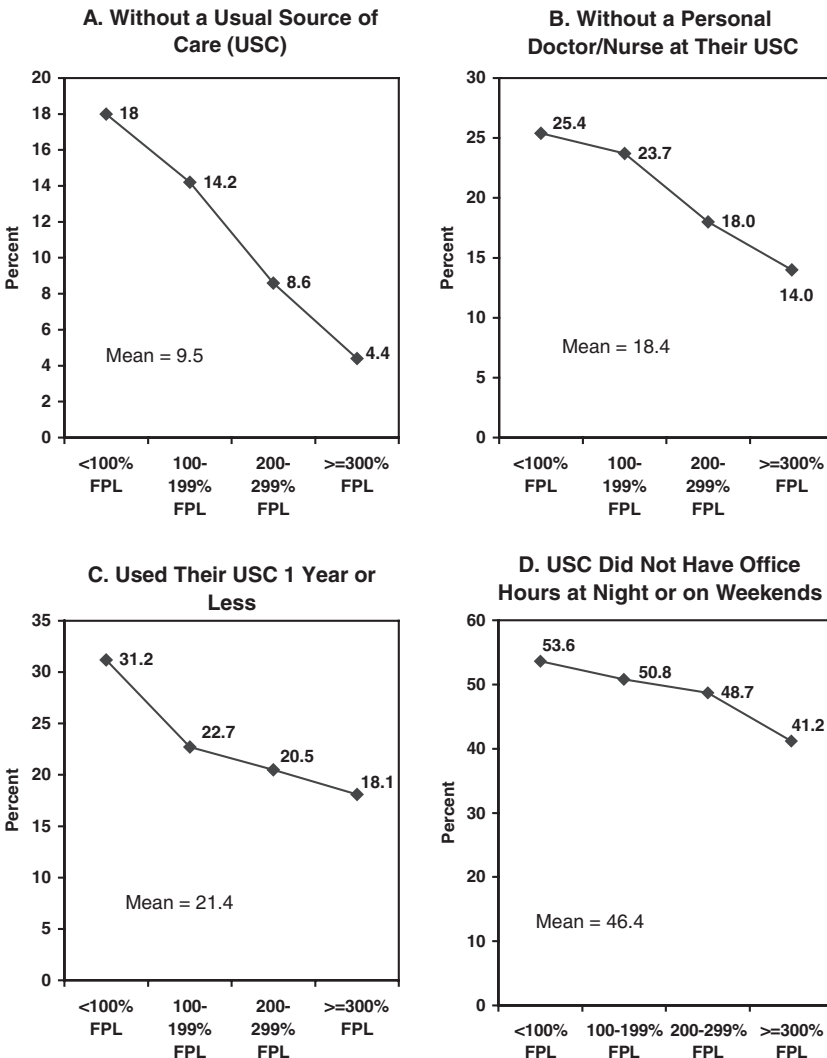 A. Without a Usual Source of
Care (USC)
20
18
16
14
12
10
8
6
4
2
0
Percent
18
14.2
8.6
4.4
Mean = 9.5
<100%
FPL
100-
199%
FPL
200-
299%
FPL
>=300%
FPL
B. Without a Personal
Doctor/Nurse at Their USC
30
25
20
15
10
5
0
Percent
25.4
23.7
18.0
14.0
Mean = 18.4
<100%
FPL
100-
199%
FPL
200-
299%
FPL
>=300%
FPL
C. Used Their USC 1 Year or
Less
35
30
25
20
15
10
5
0
Percent
31.2
22.7
20.5
18.1
Mean = 21.4
<100%
FPL
100-
199%
FPL
200-
299%
FPL
>=300%
FPL
D. USC Did Not Have Office
Hours at Night or on Weekends
60
50
40
30
20
10
0
Percent
53.6
50.8
48.7
41.2
Mean = 46.4
<100%
FPL
100-199%
FPL
200-299%
FPL
>=300%
FPL